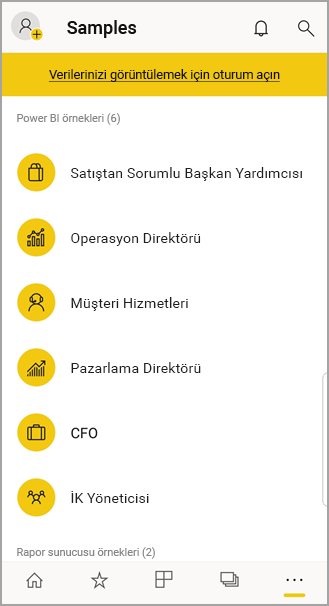 Samples
Verilerinizi görüntülemek için oturum açın
Power BI örnekleri (6)
Satıştan Sorumlu Başkan Yardımcısı
Operasyon Direktörü
Müşteri Hizmetleri
Pazarlama Direktörü
CFO
İK Yöneticisi
Rapor sunucusu örnekleri (2)